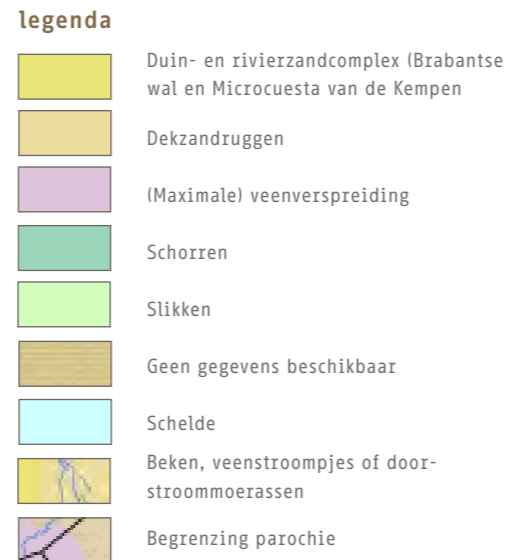 legenda
Duin- en rivierzandcomplex (Brabantse
wal en Microcuesta van de Kempen
Dekzandruggen
(Maximale) veenverspreiding
Schorren
Slikken
Geen gegevens beschikbaar
Schelde
Beken, veenstroompjes of door-
stroommoerassen
Begrenzing parochie